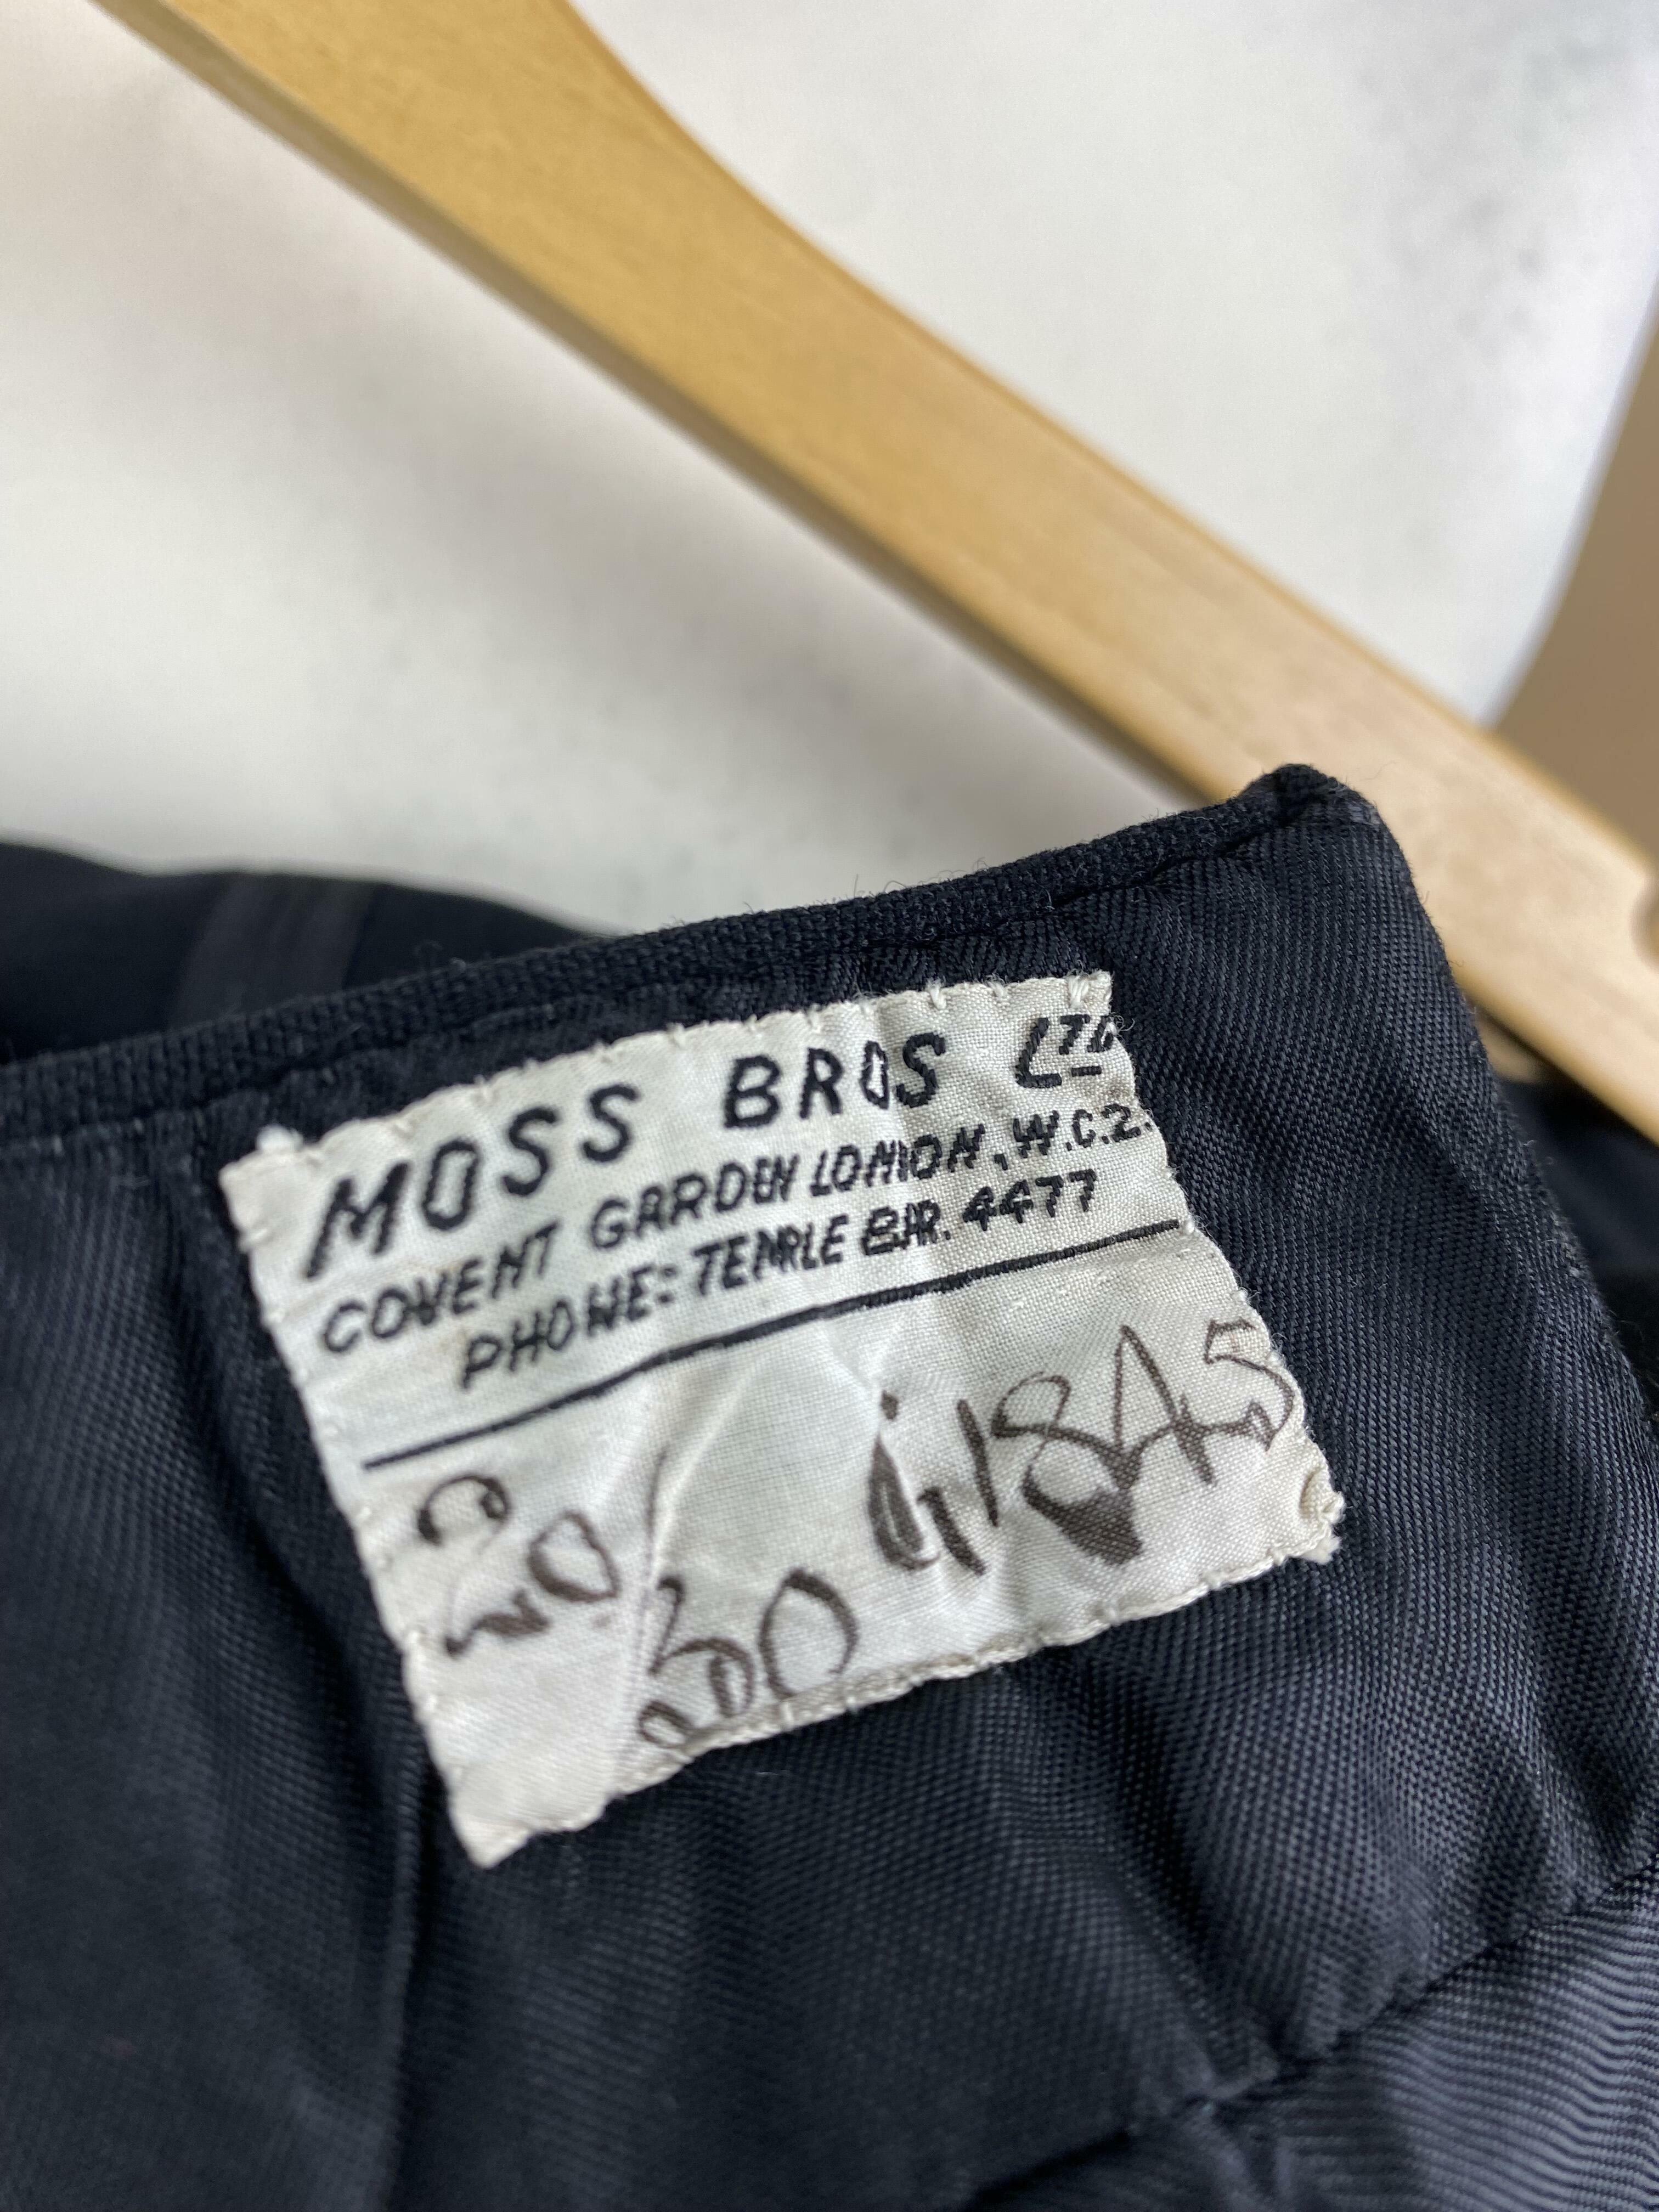 MOSS BROS LTD
COVENT GARDEN LONDON, W.C.2.
PHONE:- TEMPLE BAR. 4477